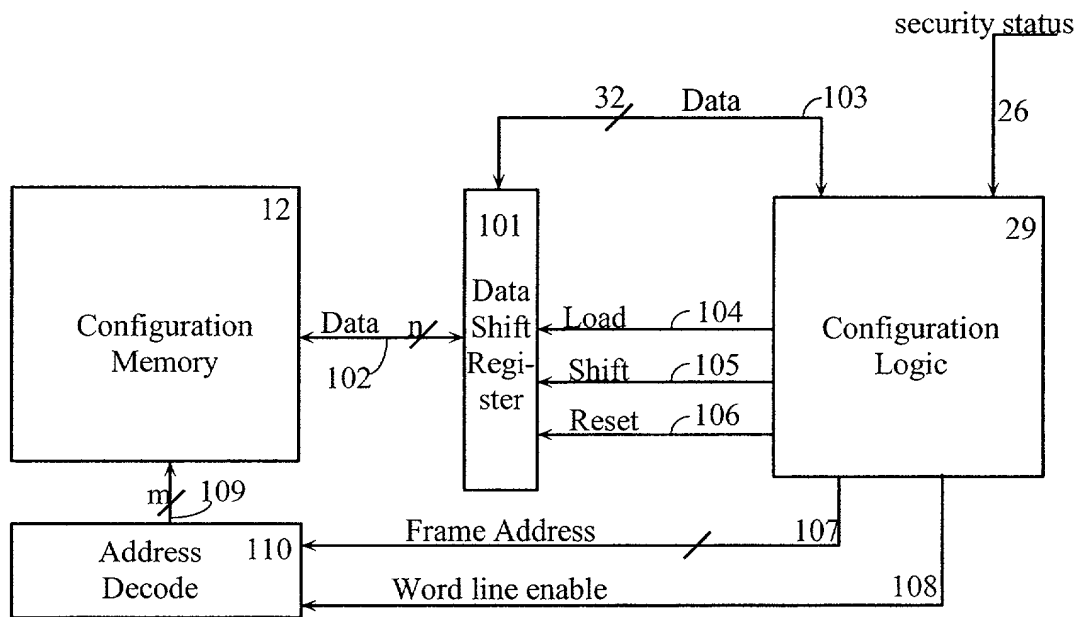 security status
32
Data
103
26
12
Configuration
Memory
Data
n
102
101
Data
Shift
Regi-
ster
Load
104
Shift
105
Reset
106
29
Configuration
Logic
m
109
Address
Decode
110
Frame Address
107
Word line enable
108